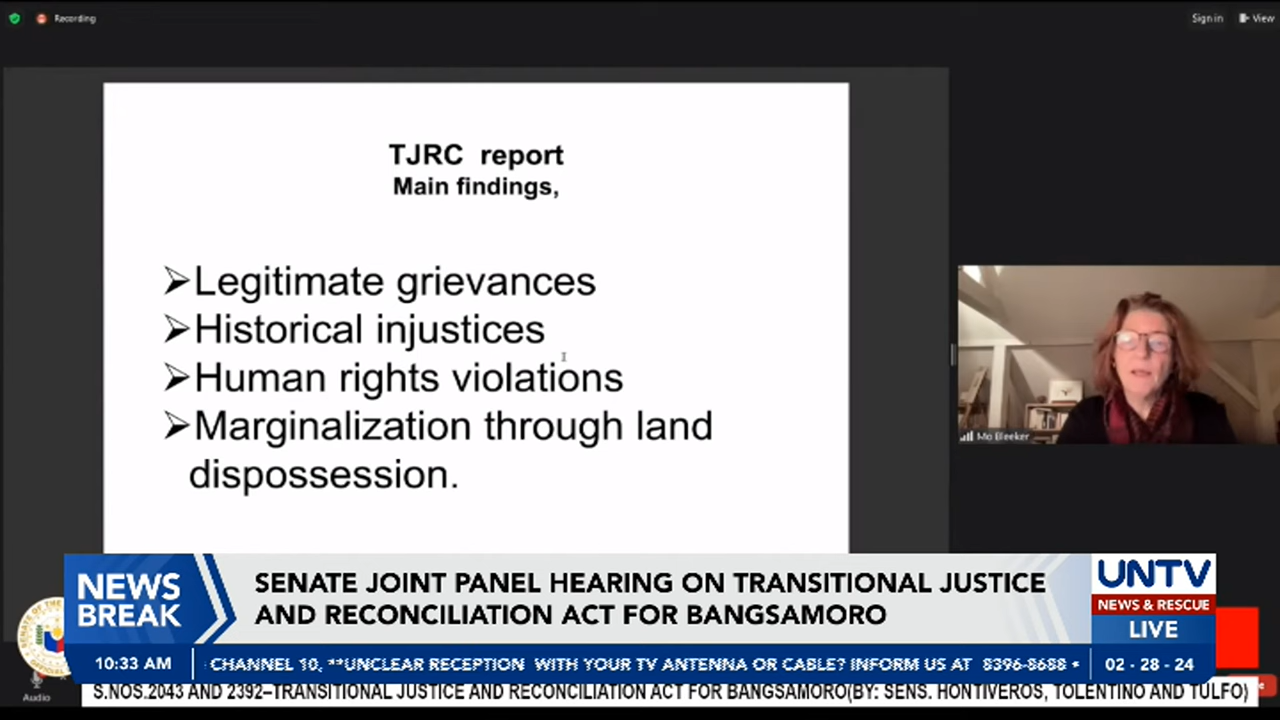 Recording
Sign in
View
TJRC report
Main findings,
➢Legitimate grievances
➢Historical injustices
➢Human rights violations
➢Marginalization through land
dispossession.
Mo Bleeker
NEWS
BREAK
SENATE JOINT PANEL HEARING ON TRANSITIONAL JUSTICE
AND RECONCILIATION ACT FOR BANGSAMORO
UNTV
NEWS & RESCUE
LIVE
10:33 AM
CHANNEL 10, **UNCLEAR RECEPTION WITH YOUR TV ANTENNA OR CABLE? INFORM US AT 8396-8688 •
02 - 28 - 24
Audio
S.NOS.2043 AND 2392–TRANSITIONAL JUSTICE AND RECONCILIATION ACT FOR BANGSAMORO(BY: SENS. HONTIVEROS, TOLENTINO AND TULFO)